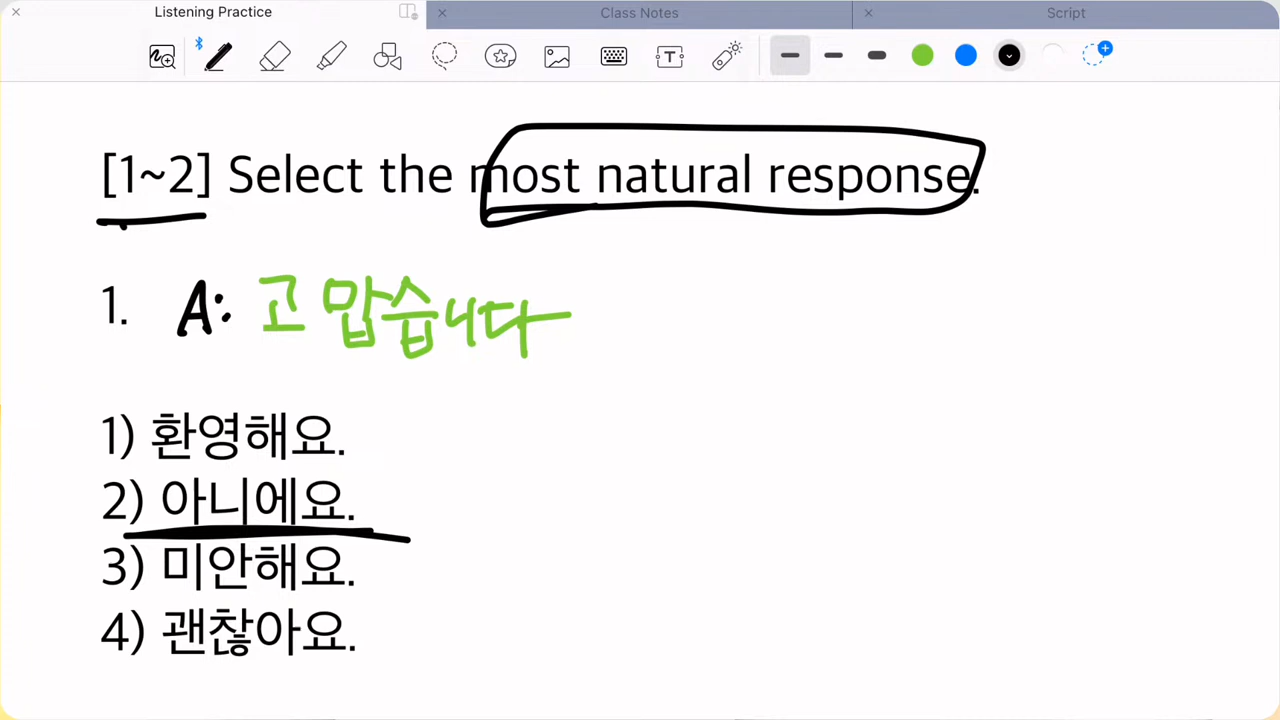 Listening Practice
Class Notes
Script
[1~2] Select the most natural response.
1. A: 고맙습니다
1) 환영해요.
2) 아니에요.
3) 미안해요.
4) 괜찮아요.